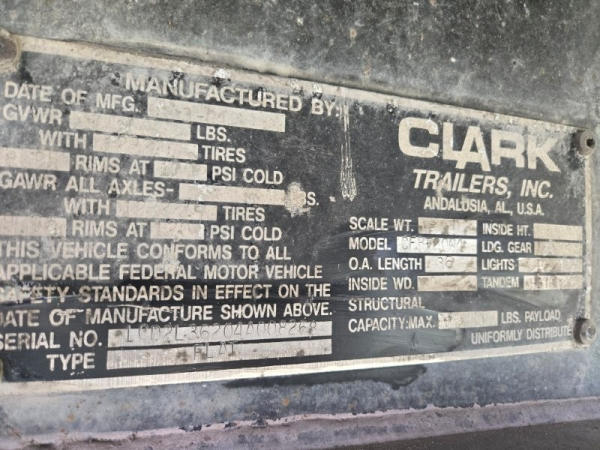 MANUFACTURED BY:
DATE OF MFG.
GVWR LBS.
WITH TIRES
RIMS AT PSI COLD
GAWR ALL AXLES-
WITH TIRES
RIMS AT PSI COLD
THIS VEHICLE CONFORMS TO ALL
APPLICABLE FEDERAL MOTOR VEHICLE
SAFETY STANDARDS IN EFFECT ON THE
DATE OF MANUFACTURE SHOWN ABOVE.
SERIAL NO.
TYPE FLAT
CLARK
TRAILERS, INC.
ANDALUSIA, AL, U.S.A.
SCALE WT. INSIDE HT.
MODEL LDG. GEAR
O.A. LENGTH 36 LIGHTS
INSIDE WD. TANDEM
STRUCTURAL
CAPACITY:MAX. LBS. PAYLOAD
UNIFORMLY DISTRIBUTE